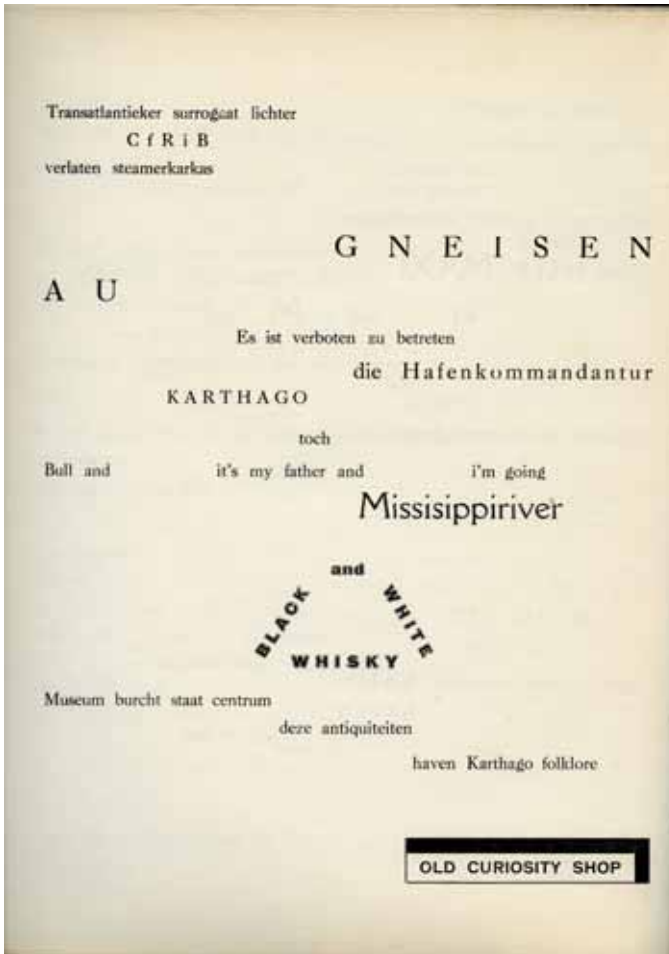 Transatlantieker surrogaat lichter
C f R i B
verlaten steamerkarkas
G N E I S E N
A U
Es ist verboten zu betreten
die Hafenkommandantur
KARTHAGO
toch
Bull and it's my father and i'm going
Missisippiriver
and
BLACK WHITE
WHISKY
Museum burcht staat centrum
deze antiquiteiten
haven Karthago folklore
OLD CURIOSITY SHOP